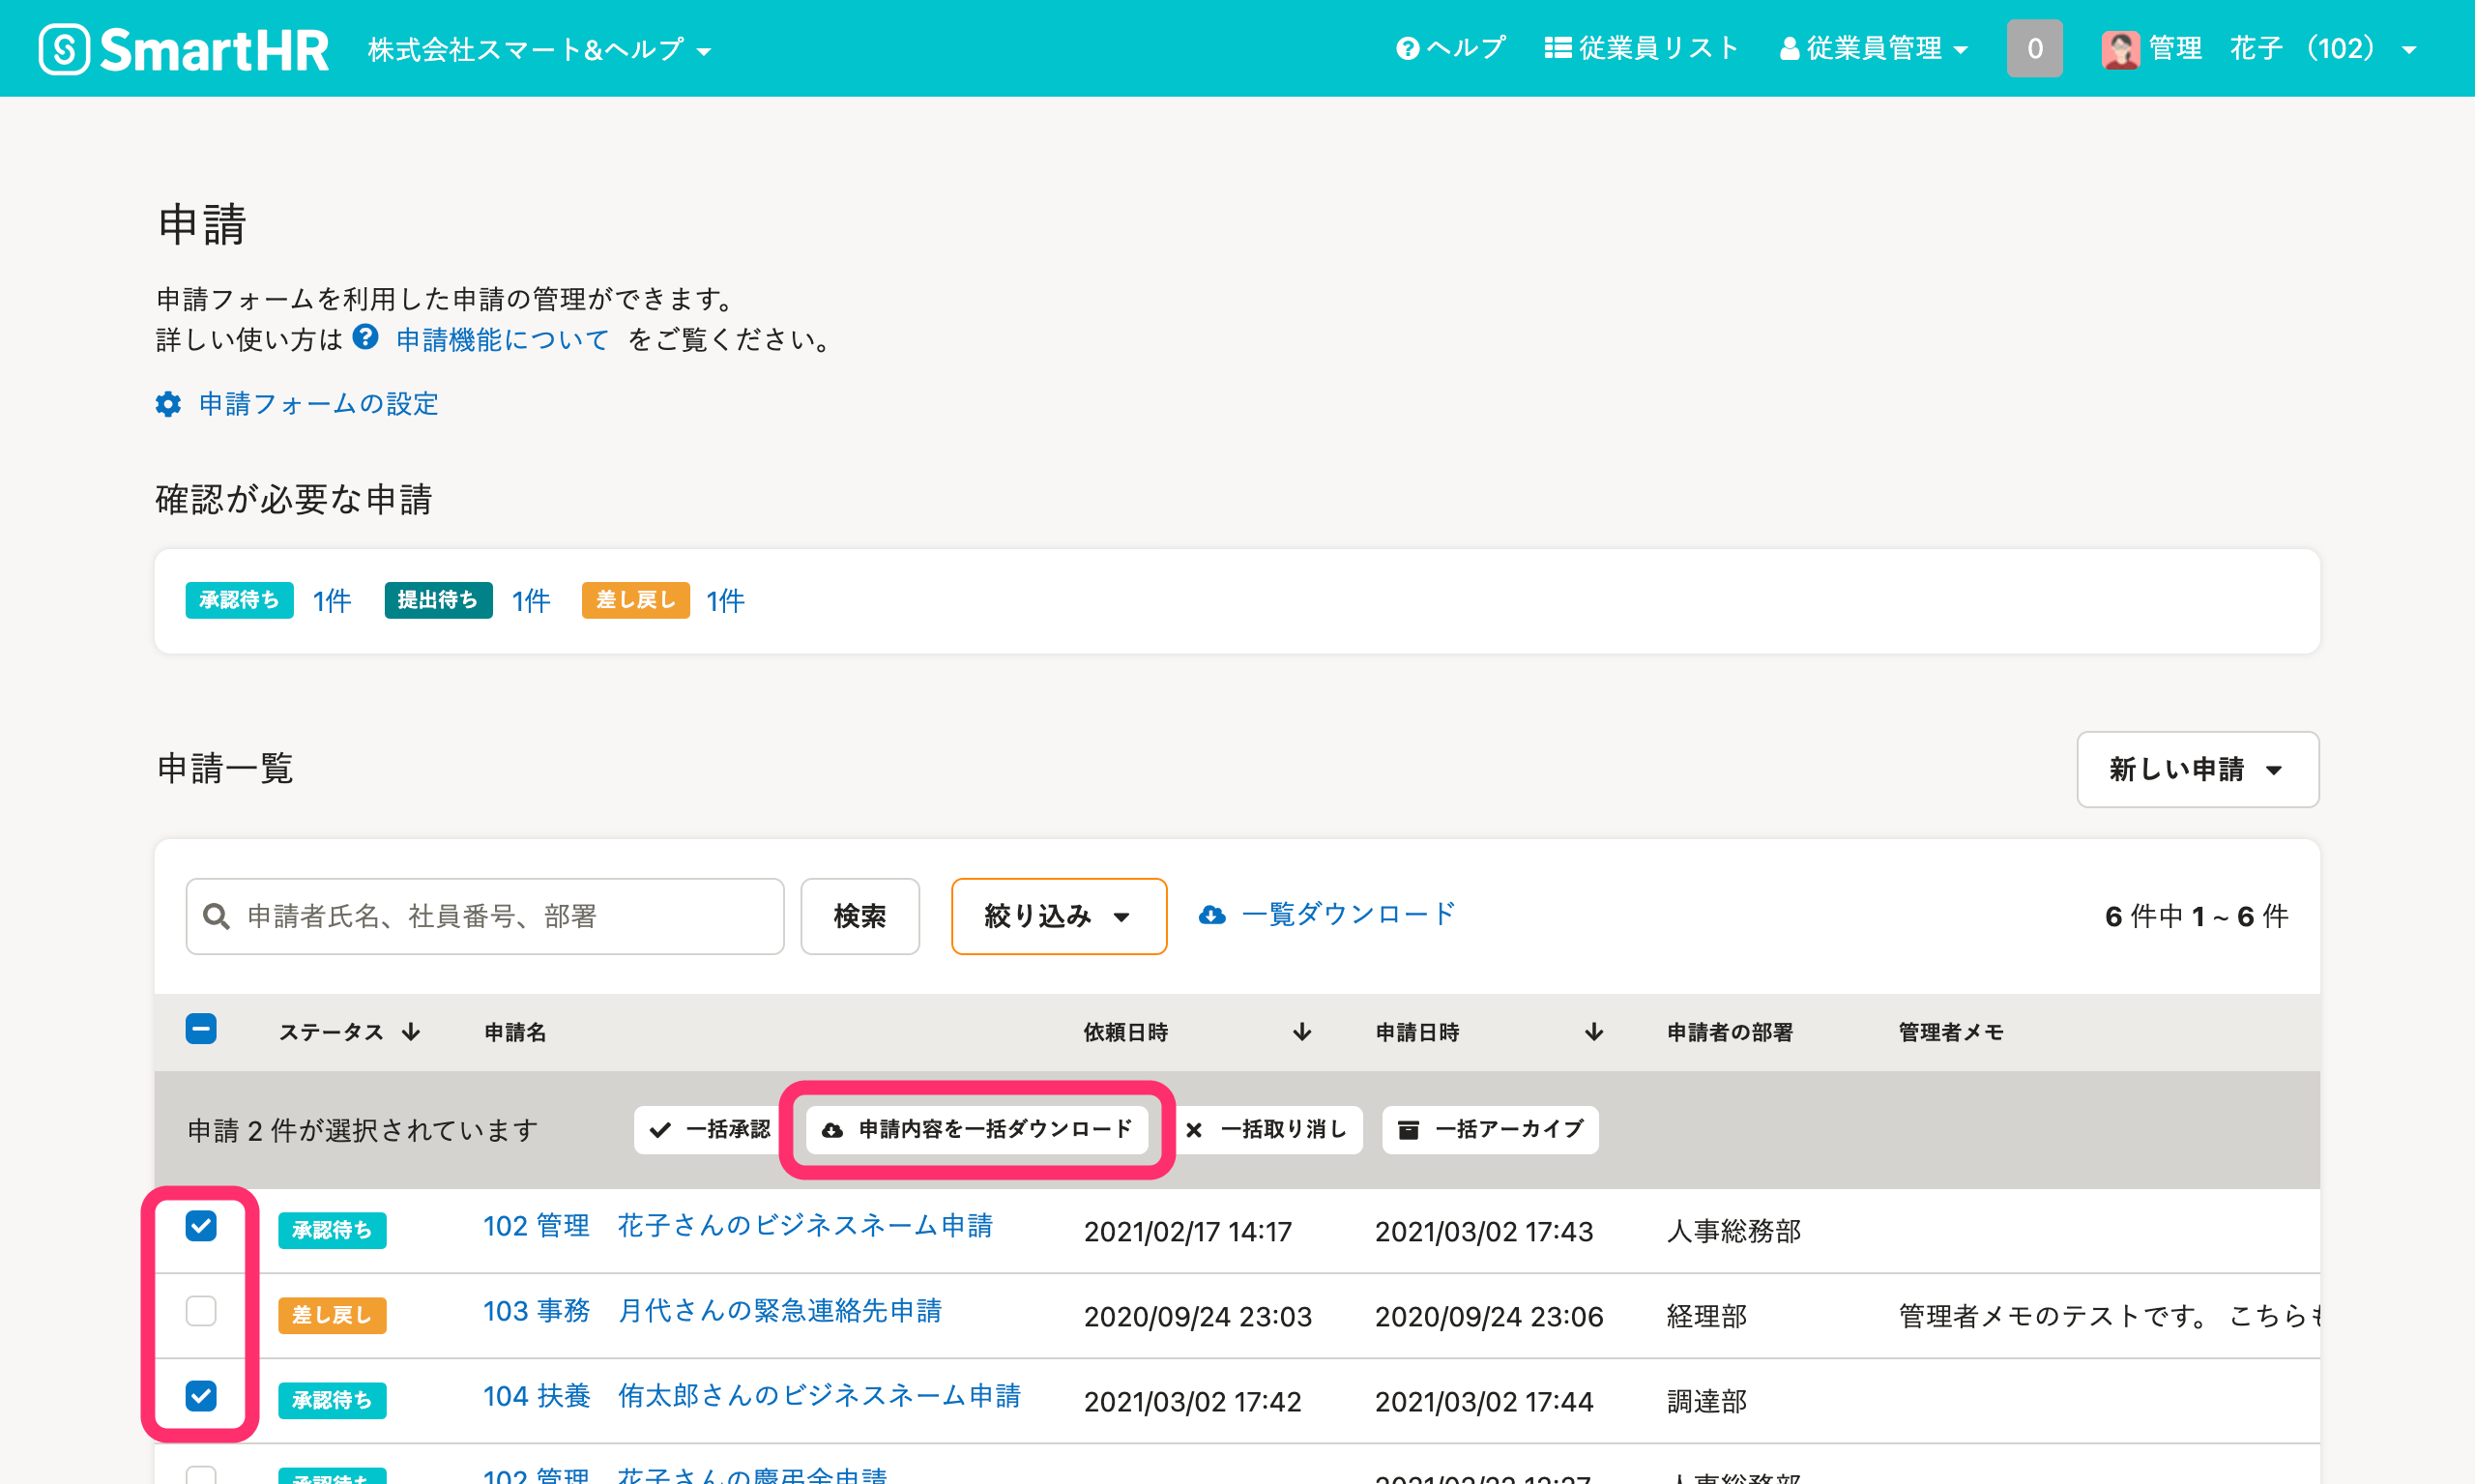 SmartHR 株式会社スマート&ヘルプ ヘルプ 従業員リスト 従業員管理 0 管理　花子 （102）
申請
申請フォームを利用した申請の管理ができます。
詳しい使い方は 申請機能について をご覧ください。
申請フォームの設定
確認が必要な申請
承認待ち 1件 提出待ち 1件 差し戻し 1件
申請一覧 新しい申請
申請者氏名、社員番号、部署 検索 絞り込み 一覧ダウンロード 6 件中 1 ~ 6 件
ステータス 申請名 依頼日時 申請日時 申請者の部署 管理者メモ
申請 2 件が選択されています 一括承認 申請内容を一括ダウンロード 一括取り消し 一括アーカイブ
承認待ち 102 管理　花子さんのビジネスネーム申請 2021/02/17 14:17 2021/03/02 17:43 人事総務部
差し戻し 103 事務　月代さんの緊急連絡先申請 2020/09/24 23:03 2020/09/24 23:06 経理部 管理者メモのテストです。 こちらも
承認待ち 104 扶養　侑太郎さんのビジネスネーム申請 2021/03/02 17:42 2021/03/02 17:44 調達部
承認待ち 102 管理　花子さんの慶弔金申請 人事総務部